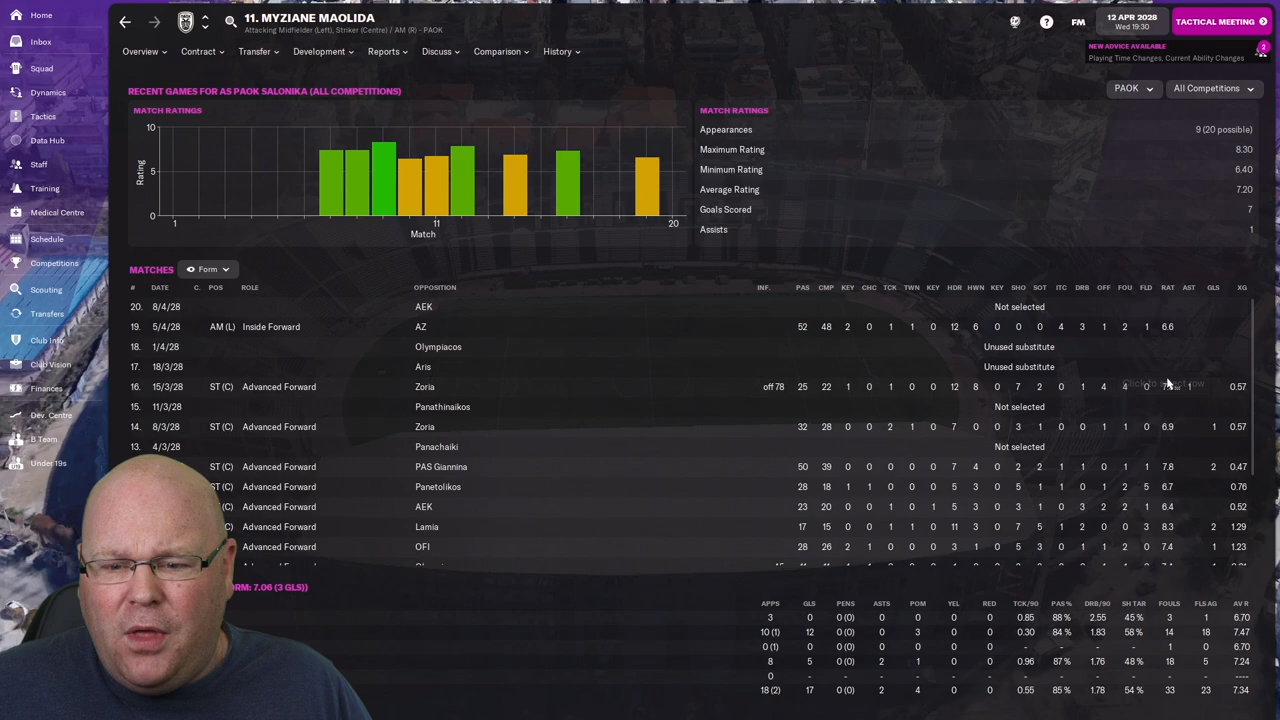 Home
Inbox
Squad
Dynamics
Tactics
Data Hub
Staff
Training
Medical Centre
Schedule
Competitions
Scouting
Transfers
Club Info
Club Vision
Finances
Dev. Centre
B Team
Under 19s
11. MYZIANE MAOLIDA
Attacking Midfielder (Left), Striker (Centre) / AM (R) - PAOK
FM
12 APR 2028
Wed 19:30
TACTICAL MEETING
NEW ADVICE AVAILABLE
Playing Time Changes, Current Ability Changes
2
Overview Contract Transfer Development Reports Discuss Comparison History
RECENT GAMES FOR AS PAOK SALONIKA (ALL COMPETITIONS)
PAOK All Competitions
MATCH RATINGS
10
5
0
Rating
1 11 20
Match
MATCH RATINGS
Appearances 9 (20 possible)
Maximum Rating 8.30
Minimum Rating 6.40
Average Rating 7.20
Goals Scored 7
Assists 1
MATCHES Form
# DATE C. POS ROLE OPPOSITION INF. PAS CMP KEY CHC TCK TWN KEY HDR HWN KEY SHO SOT ITC DRB OFF FOU FLD RAT AST GLS XG
20. 8/4/28 AEK Not selected
19. 5/4/28 AM (L) Inside Forward AZ 52 48 2 0 1 1 0 12 6 0 0 0 4 3 1 2 1 6.6
18. 1/4/28 Olympiacos Unused substitute
17. 18/3/28 Aris Unused substitute
16. 15/3/28 ST (C) Advanced Forward Zoria off 78 25 22 1 0 1 1 0 12 8 0 7 2 0 1 4 4 0 1 0.57
15. 11/3/28 Panathinaikos Not selected
14. 8/3/28 ST (C) Advanced Forward Zoria 32 28 0 0 2 1 0 7 0 0 3 1 0 0 1 1 0 6.9 1 0.57
13. 4/3/28 Panachaiki Not selected
ST (C) Advanced Forward PAS Giannina 50 39 0 0 0 0 0 7 4 0 2 2 1 1 0 1 1 7.8 2 0.47
(C) Advanced Forward Panetolikos 28 18 1 1 0 0 0 5 3 0 5 1 1 0 1 2 5 6.7 0.76
Advanced Forward AEK 23 20 0 0 1 0 1 5 3 0 3 1 0 3 2 2 1 6.4 0.52
Advanced Forward Lamia 17 15 0 0 1 1 0 11 3 0 7 5 1 2 0 0 3 8.3 2 1.29
Advanced Forward OFI 28 26 2 1 0 0 0 3 1 0 5 3 0 1 1 2 0 7.4 1 1.23
ORM: 7.06 (3 GLS))
APPS GLS PENS ASTS POM YEL RED TCK/90 PAS % DRB/90 SH TAR FOULS FLS AG AV R
3 0 0 (0) 0 0 0 0 0.85 88 % 2.55 45 % 3 1 6.70
10 (1) 12 0 (0) 0 3 0 0 0.30 84 % 1.83 58 % 14 18 7.47
0 (1) 0 0 (0) 0 0 0 0 - - - - 1 0 6.70
8 5 0 (0) 2 1 0 0 0.96 87 % 1.76 48 % 18 5 7.24
0 - - - - - - - - - - - - ----
18 (2) 17 0 (0) 2 4 0 0 0.55 85 % 1.78 54 % 33 23 7.34